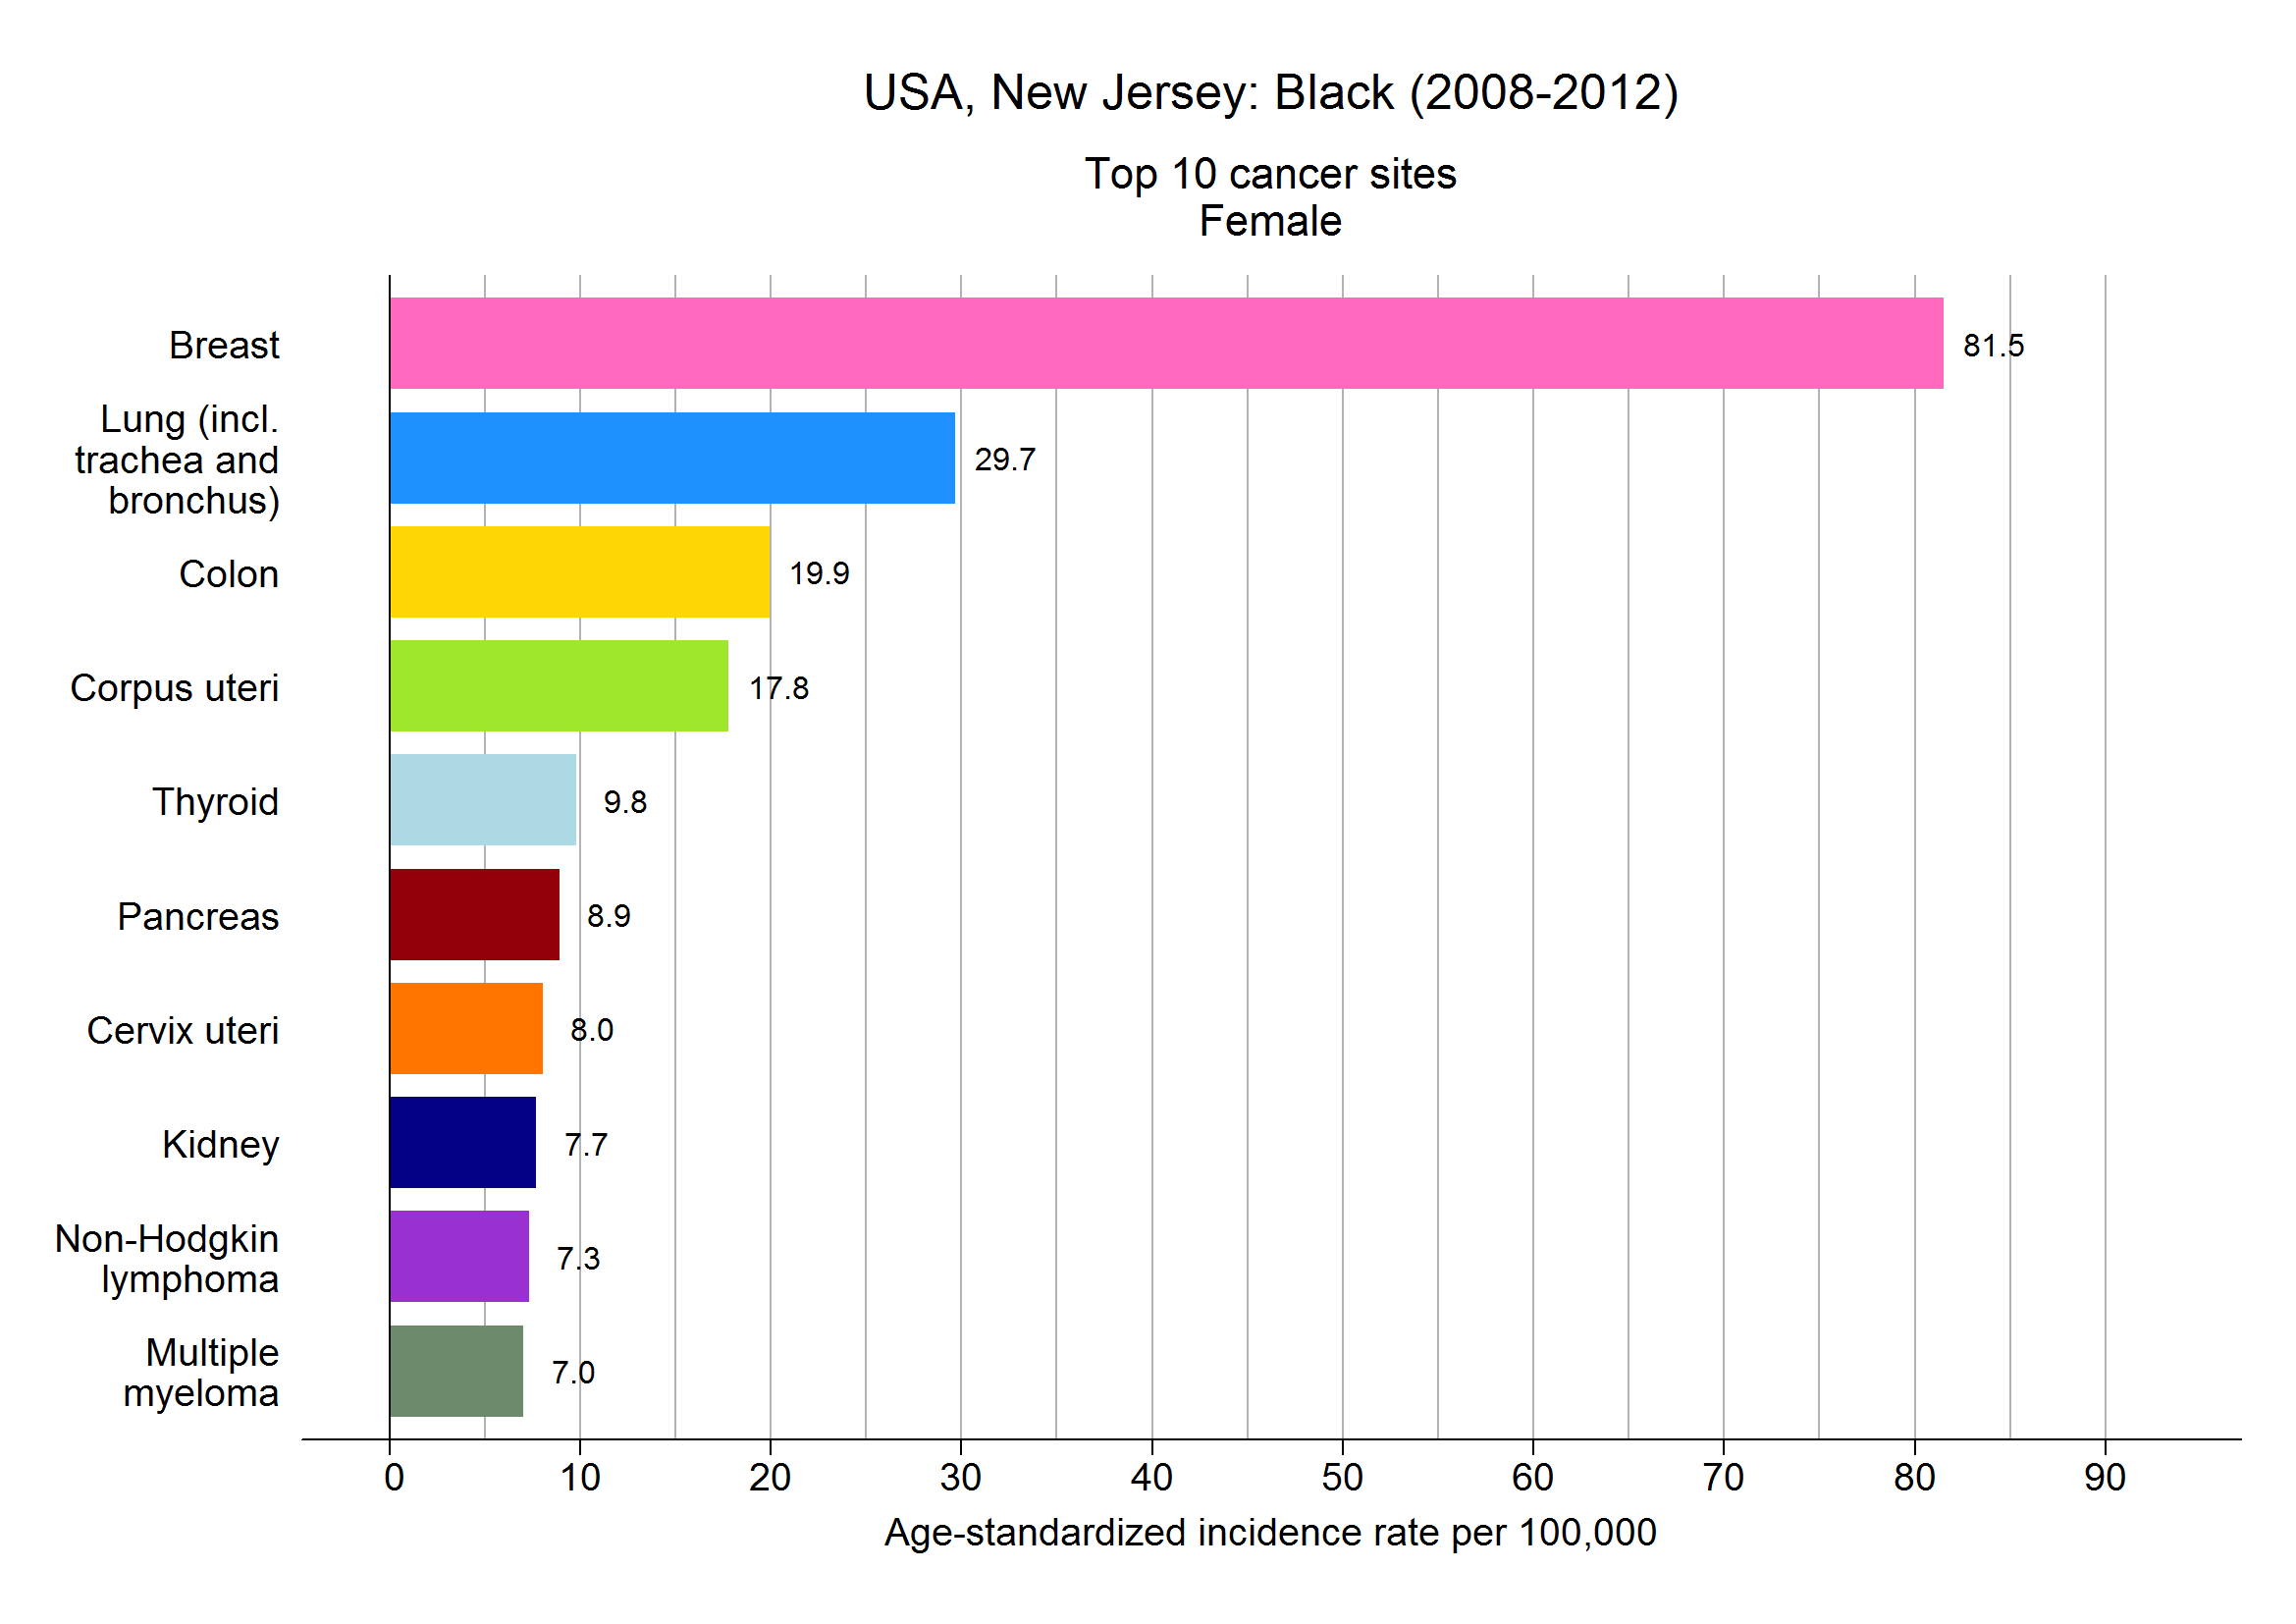 USA, New Jersey: Black (2008-2012)
Top 10 cancer sites
Female
Breast
81.5
Lung (incl.
trachea and
bronchus)
29.7
Colon
19.9
Corpus uteri
17.8
Thyroid
9.8
Pancreas
8.9
Cervix uteri
8.0
Kidney
7.7
Non-Hodgkin
lymphoma
7.3
Multiple
myeloma
7.0
0 10 20 30 40 50 60 70 80 90
Age-standardized incidence rate per 100,000